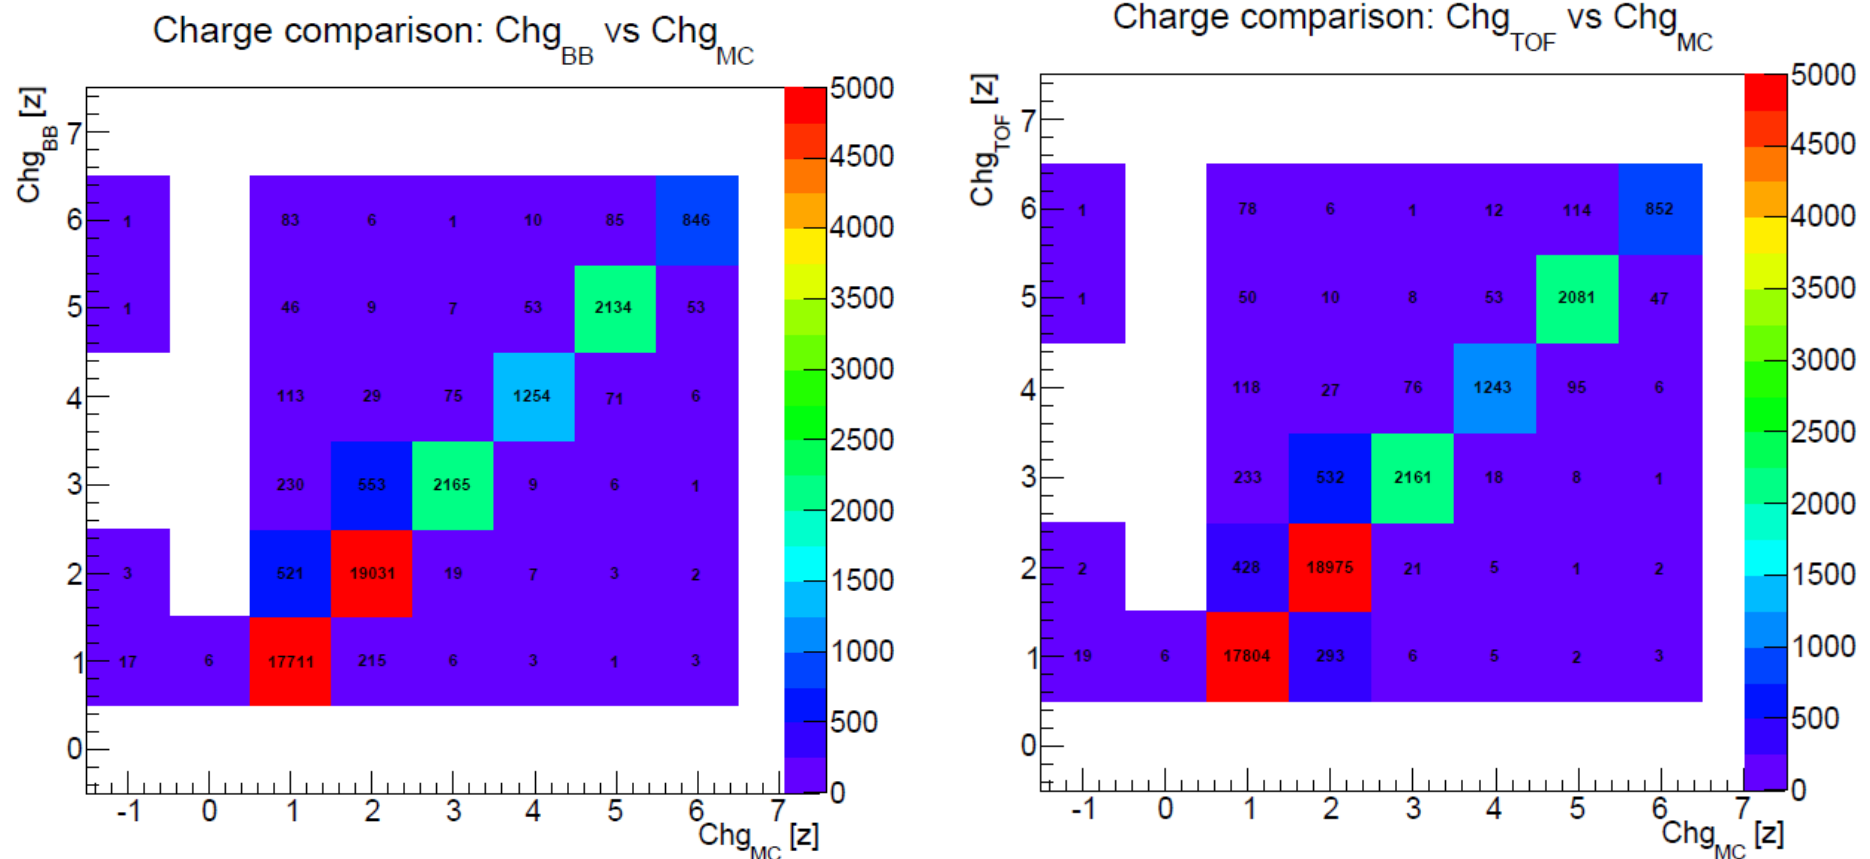 Charge comparison: Chg_BB vs Chg_MC
Chg_BB [z]
7
6
5
4
3
2
1
0
1 83 6 1 10 85 846
1 46 9 7 53 2134 53
113 29 75 1254 71 6
230 553 2165 9 6 1
3 521 19031 19 7 3 2
17 6 17711 215 6 3 1 3
-1 0 1 2 3 4 5 6 7
Chg_MC [z]
5000
4500
4000
3500
3000
2500
2000
1500
1000
500
0
Charge comparison: Chg_TOF vs Chg_MC
Chg_TOF [z]
7
6
5
4
3
2
1
0
1 78 6 1 12 114 852
1 50 10 8 53 2081 47
118 27 76 1243 95 6
233 532 2161 18 8 1
2 428 18975 21 5 1 2
19 6 17804 293 6 5 2 3
-1 0 1 2 3 4 5 6 7
Chg_MC [z]
5000
4500
4000
3500
3000
2500
2000
1500
1000
500
0